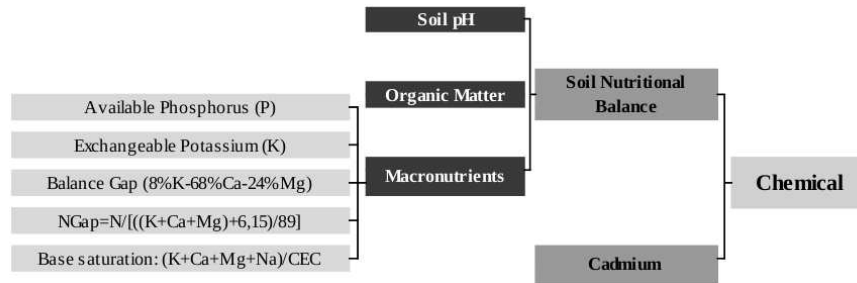 Soil pH
Organic Matter
Soil Nutritional
Balance
Available Phosphorus (P)
Exchangeable Potassium (K)
Balance Gap (8%K-68%Ca-24%Mg)
Macronutrients
Chemical
NGap=N/[((K+Ca+Mg)+6,15)/89]
Base saturation: (K+Ca+Mg+Na)/CEC
Cadmium